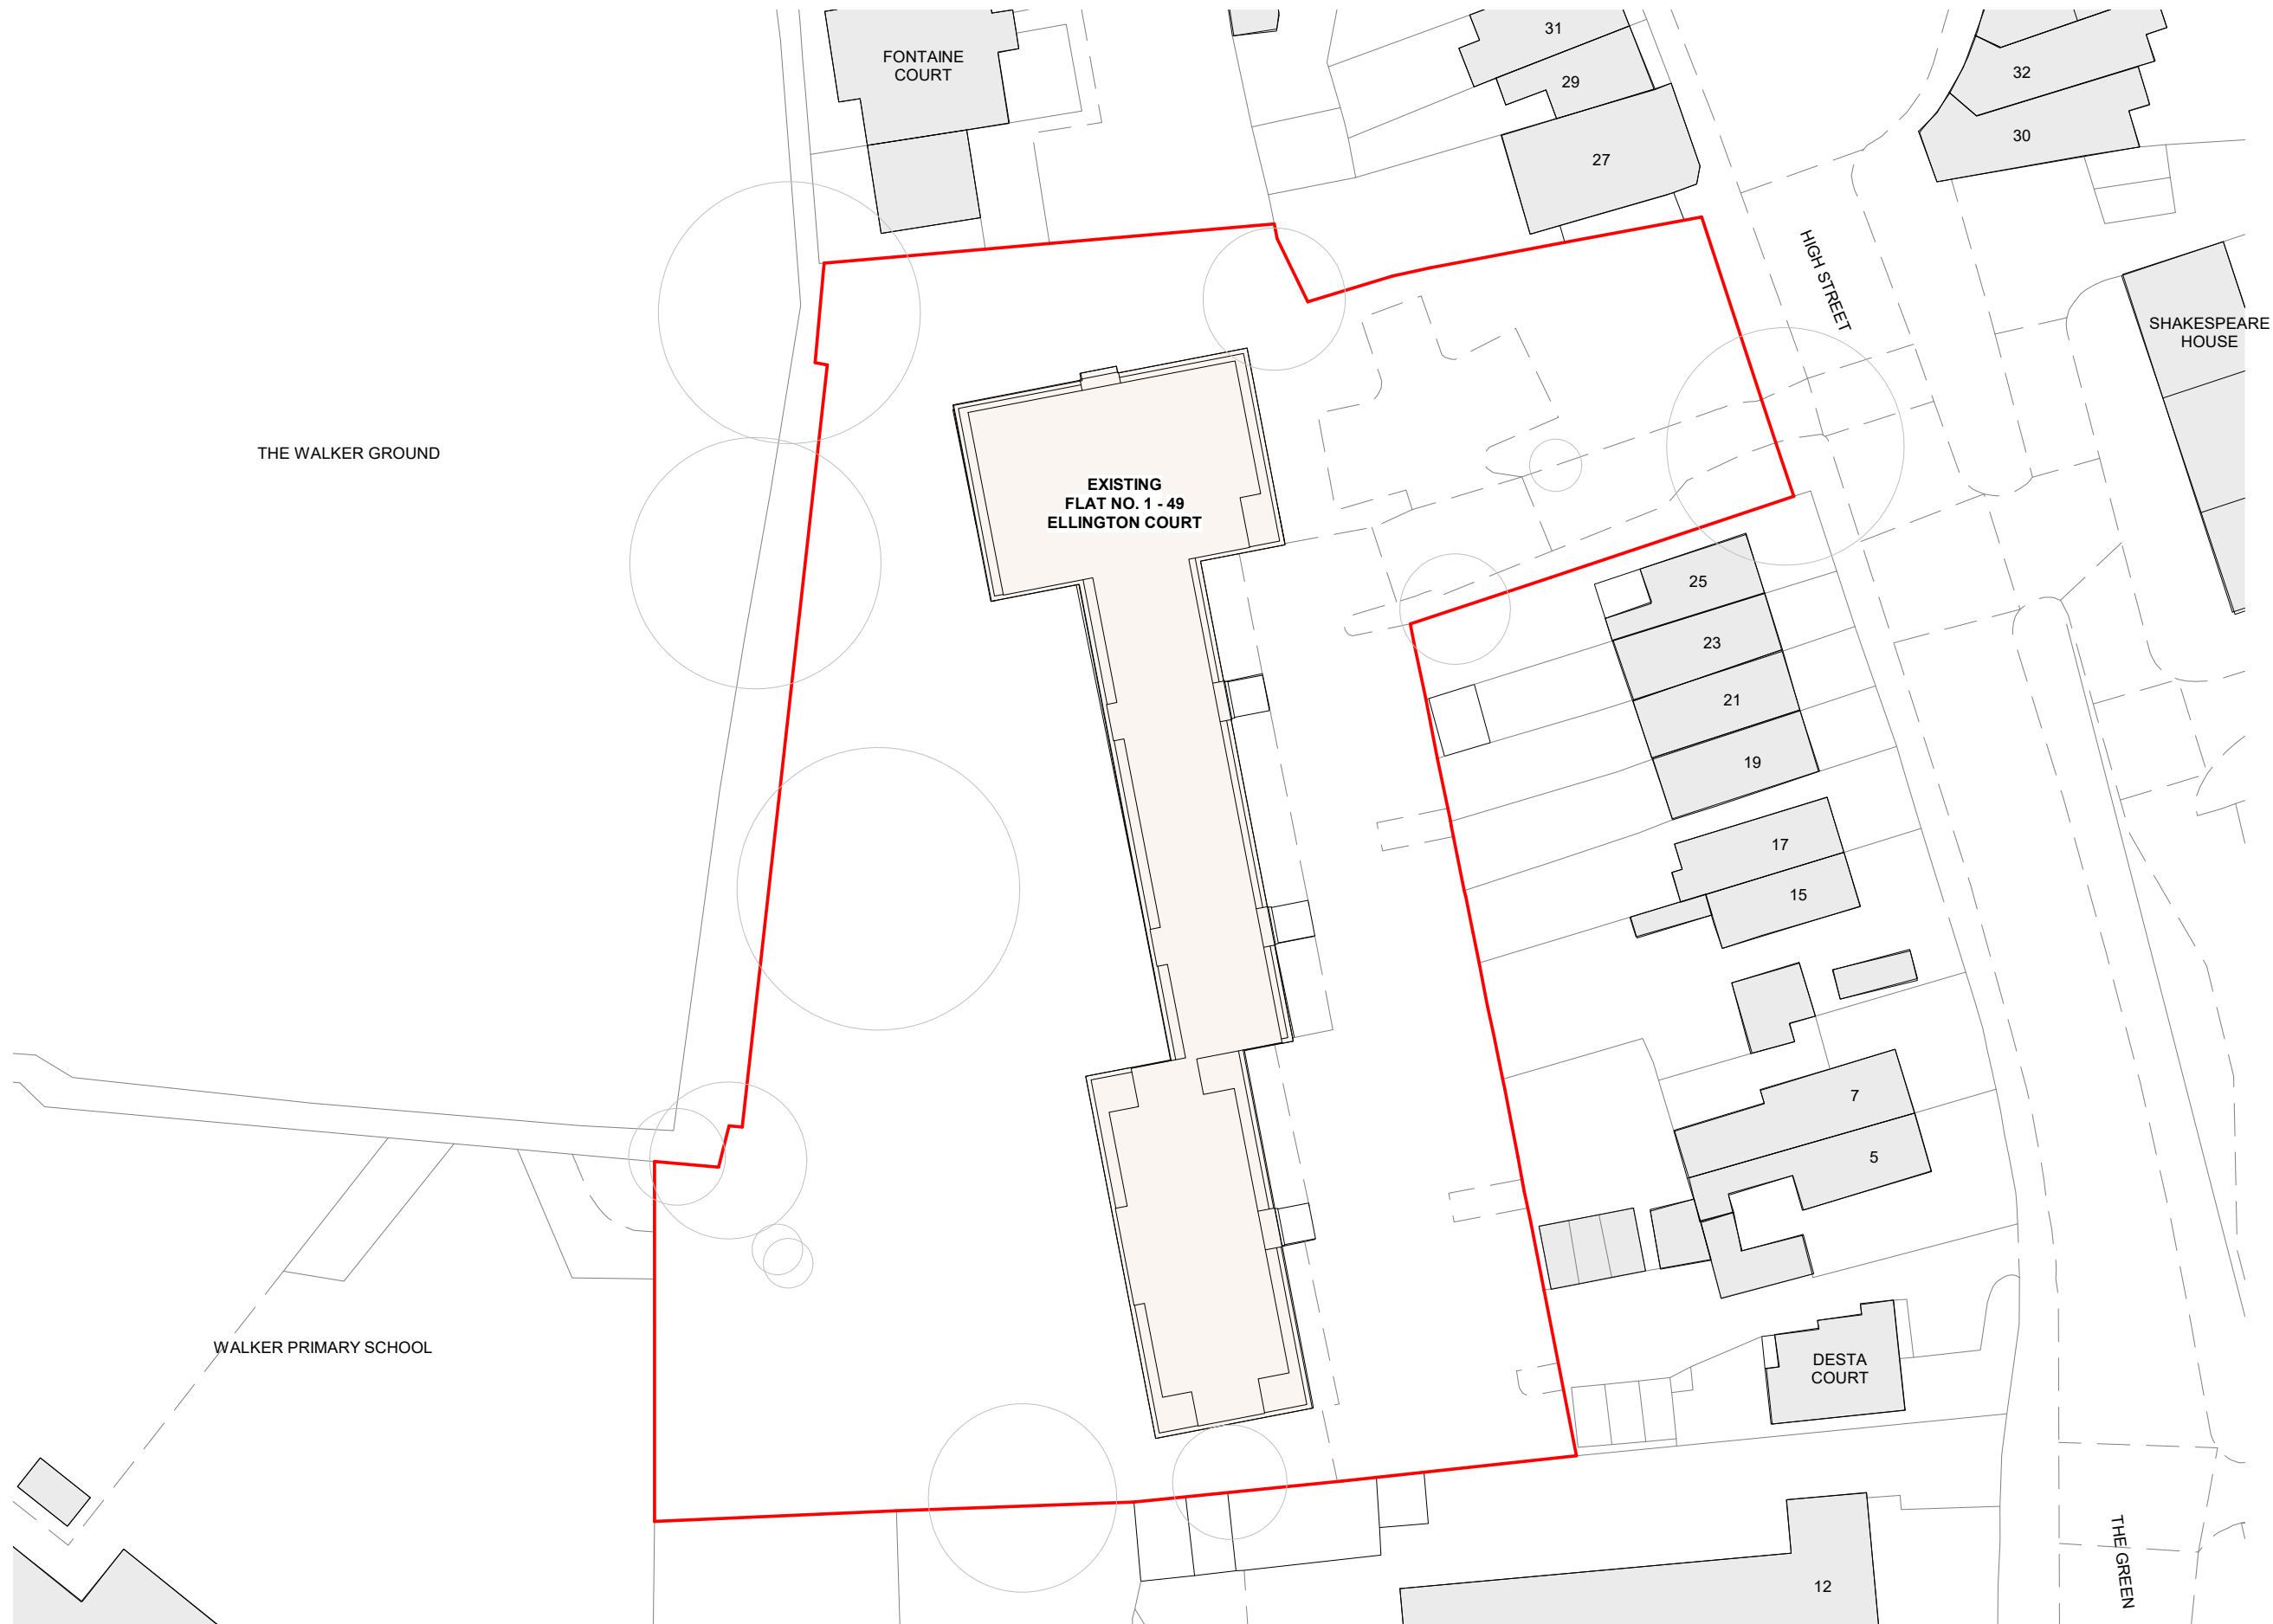 FONTAINE
COURT
31
29
27
32
30
HIGH STREET
SHAKESPEARE
HOUSE
THE WALKER GROUND
EXISTING
FLAT NO. 1 - 49
ELLINGTON COURT
25
23
21
19
17
15
7
5
WALKER PRIMARY SCHOOL
DESTA
COURT
THE GREEN
12